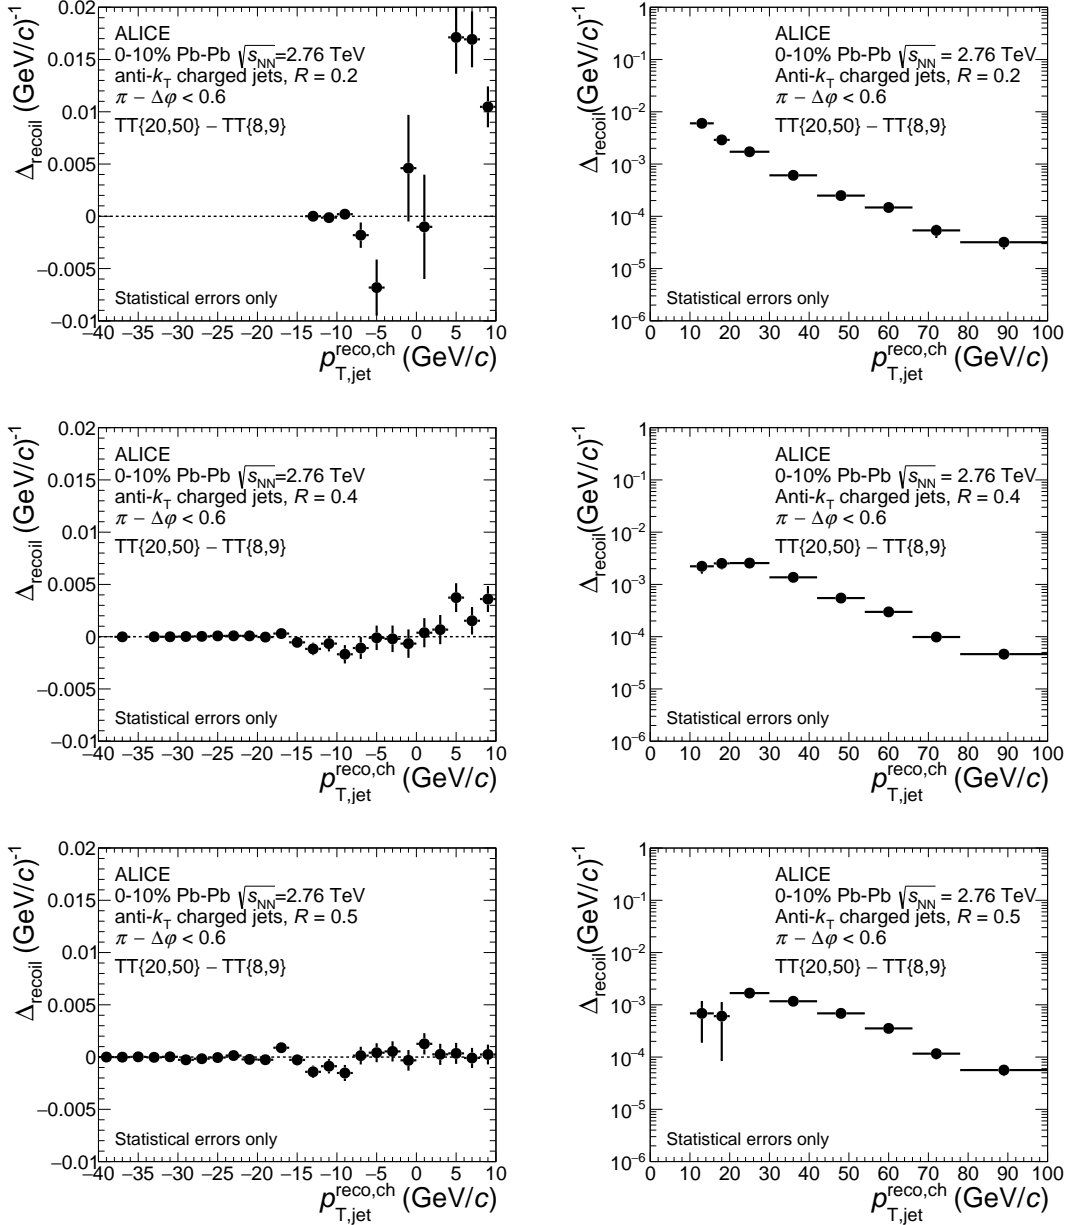 0.02
0.015
0.01
0.005
0
−0.005
−0.01
Δrecoil (GeV/c)-1
ALICE
0-10% Pb-Pb √sNN=2.76 TeV
anti-kT charged jets, R = 0.2
π − Δφ < 0.6
TT{20,50} − TT{8,9}
Statistical errors only
−40 −35 −30 −25 −20 −15 −10 −5 0 5 10
pT,jet reco,ch (GeV/c)
1
10−1
10−2
10−3
10−4
10−5
10−6
Δrecoil(GeV/c)-1
ALICE
0-10% Pb-Pb √sNN = 2.76 TeV
Anti-kT charged jets, R = 0.2
π − Δφ < 0.6
TT{20,50} − TT{8,9}
Statistical errors only
0 10 20 30 40 50 60 70 80 90 100
pT,jet reco,ch (GeV/c)
0.02
0.015
0.01
0.005
0
−0.005
−0.01
Δrecoil (GeV/c)-1
ALICE
0-10% Pb-Pb √sNN=2.76 TeV
anti-kT charged jets, R = 0.4
π − Δφ < 0.6
TT{20,50} − TT{8,9}
Statistical errors only
−40 −35 −30 −25 −20 −15 −10 −5 0 5 10
pT,jet reco,ch (GeV/c)
1
10−1
10−2
10−3
10−4
10−5
10−6
Δrecoil(GeV/c)-1
ALICE
0-10% Pb-Pb √sNN = 2.76 TeV
Anti-kT charged jets, R = 0.4
π − Δφ < 0.6
TT{20,50} − TT{8,9}
Statistical errors only
0 10 20 30 40 50 60 70 80 90 100
pT,jet reco,ch (GeV/c)
0.02
0.015
0.01
0.005
0
−0.005
−0.01
Δrecoil (GeV/c)-1
ALICE
0-10% Pb-Pb √sNN=2.76 TeV
anti-kT charged jets, R = 0.5
π − Δφ < 0.6
TT{20,50} − TT{8,9}
Statistical errors only
−40 −35 −30 −25 −20 −15 −10 −5 0 5 10
pT,jet reco,ch (GeV/c)
1
10−1
10−2
10−3
10−4
10−5
10−6
Δrecoil(GeV/c)-1
ALICE
0-10% Pb-Pb √sNN = 2.76 TeV
Anti-kT charged jets, R = 0.5
π − Δφ < 0.6
TT{20,50} − TT{8,9}
Statistical errors only
0 10 20 30 40 50 60 70 80 90 100
pT,jet reco,ch (GeV/c)